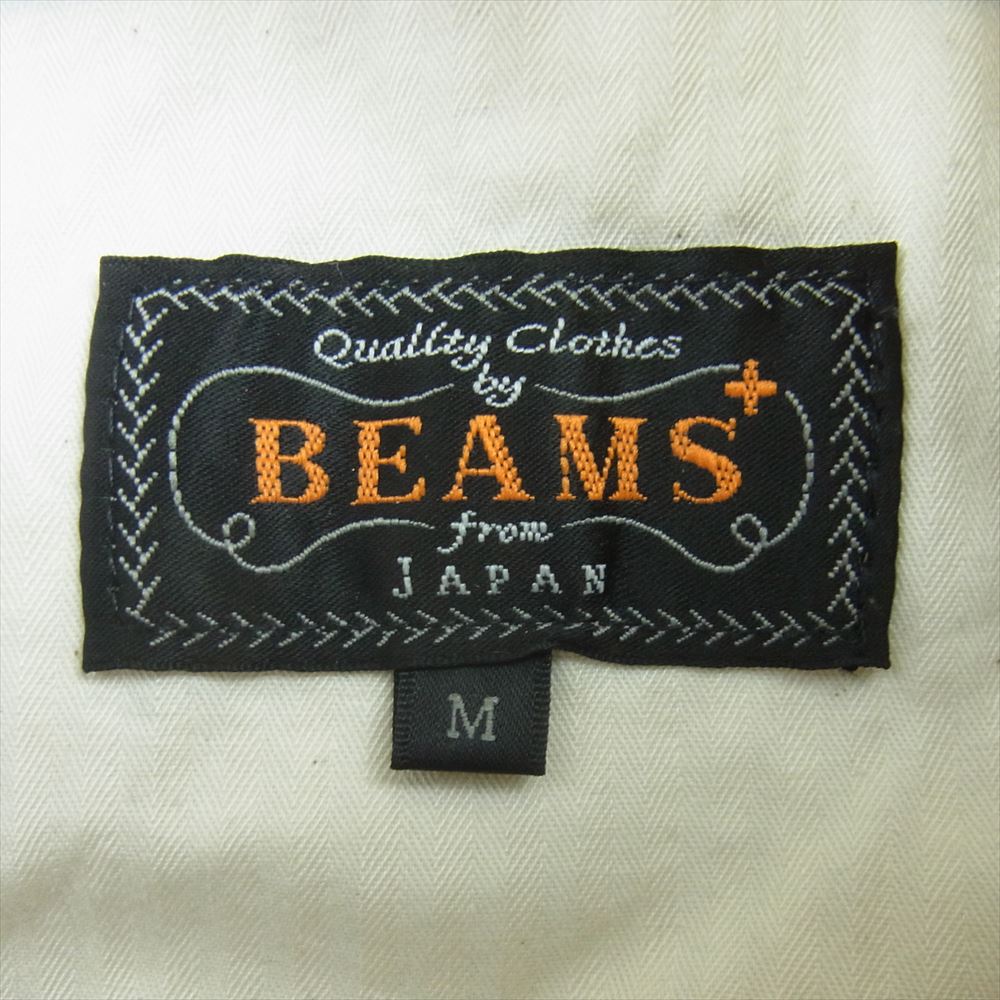 Quality Clothes
by
BEAMS+
from
JAPAN
M